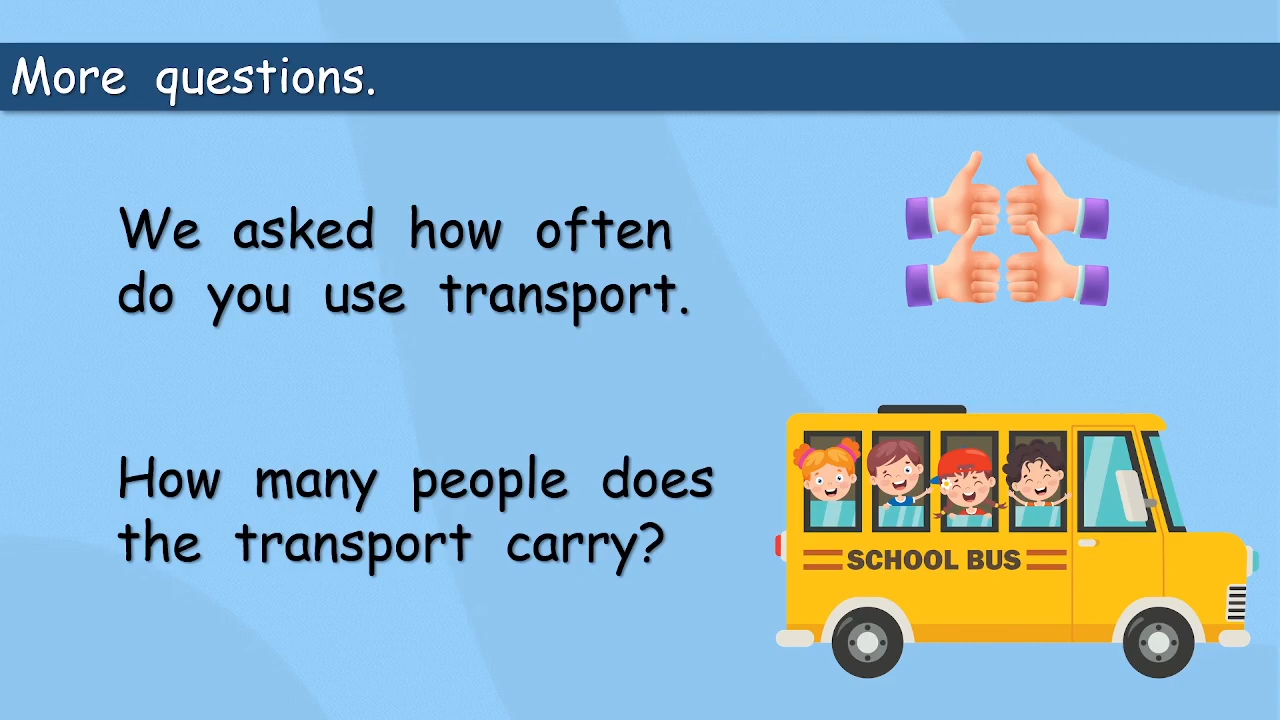 More questions.
We asked how often
do you use transport.
How many people does
the transport carry?
SCHOOL BUS